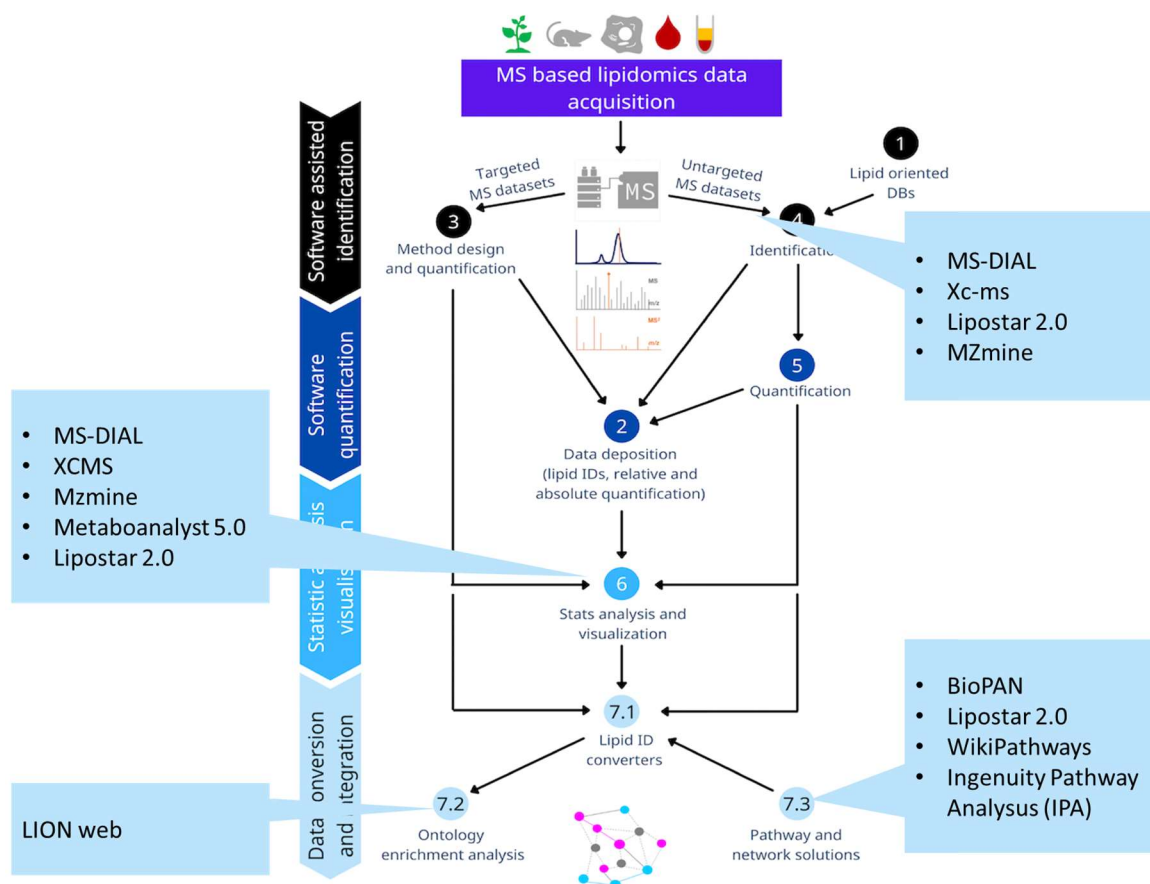 MS based lipidomics data
acquisition
Software assisted
identification
Targeted
MS datasets
MS
Untargeted
MS datasets
1
Lipid oriented
DBs
3
Method design
and quantification
4
• MS-DIAL
• Xc-ms
• Lipostar 2.0
• MZmine
MS
m/z
MS²
m/z
Software
quantification
5
Quantification
2
Data deposition
(lipid IDs, relative and
absolute quantification)
• MS-DIAL
• XCMS
• Mzmine
• Metaboanalyst 5.0
• Lipostar 2.0
Statistic
6
Stats analysis and
visualization
7.1
Lipid ID
converters
• BioPAN
• Lipostar 2.0
• WikiPathways
• Ingenuity Pathway
Analysus (IPA)
Data
and
LION web
7.2
Ontology
enrichment analysis
7.3
Pathway and
network solutions